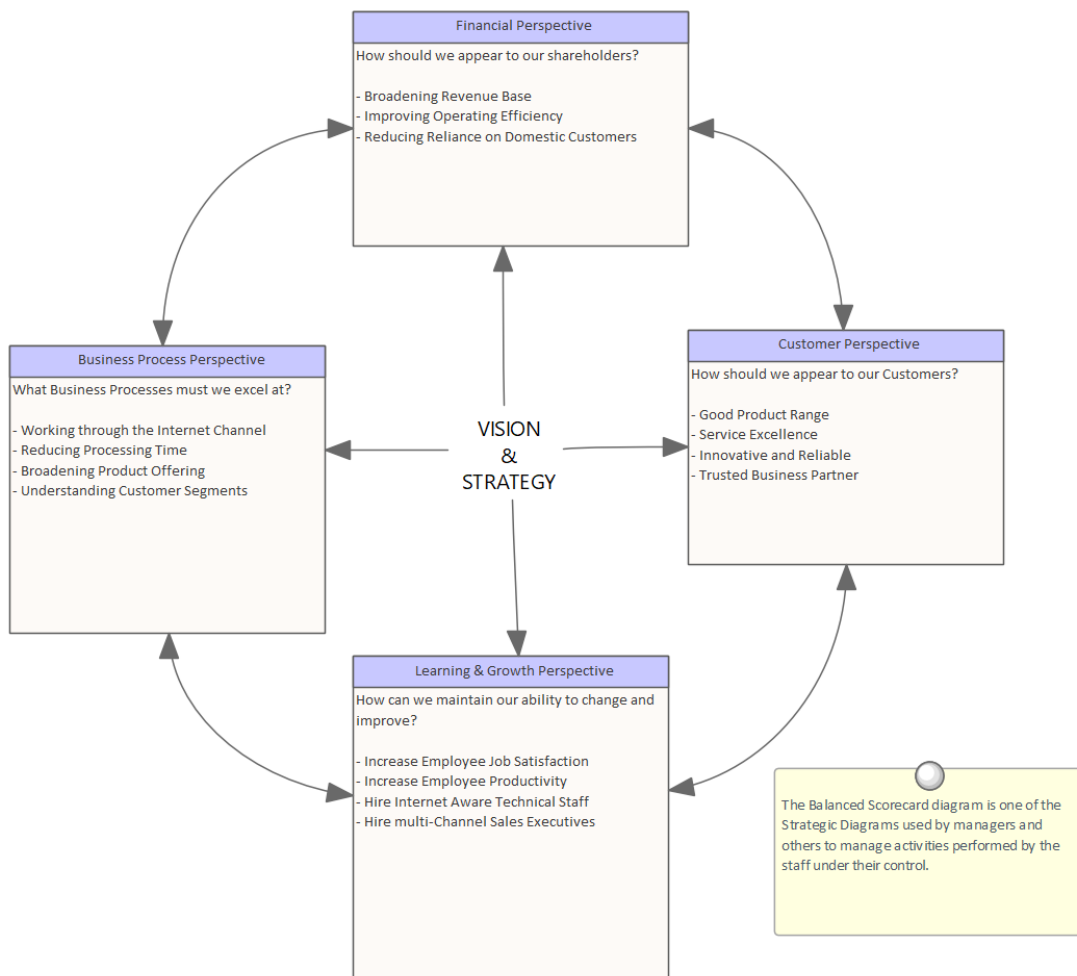 Financial Perspective
How should we appear to our shareholders?
- Broadening Revenue Base
- Improving Operating Efficiency
- Reducing Reliance on Domestic Customers
Business Process Perspective
What Business Processes must we excel at?
- Working through the Internet Channel
- Reducing Processing Time
- Broadening Product Offering
- Understanding Customer Segments
VISION
&
STRATEGY
Customer Perspective
How should we appear to our Customers?
- Good Product Range
- Service Excellence
- Innovative and Reliable
- Trusted Business Partner
Learning & Growth Perspective
How can we maintain our ability to change and
improve?
- Increase Employee Job Satisfaction
- Increase Employee Productivity
- Hire Internet Aware Technical Staff
- Hire multi-Channel Sales Executives
The Balanced Scorecard diagram is one of the
Strategic Diagrams used by managers and
others to manage activities performed by the
staff under their control.